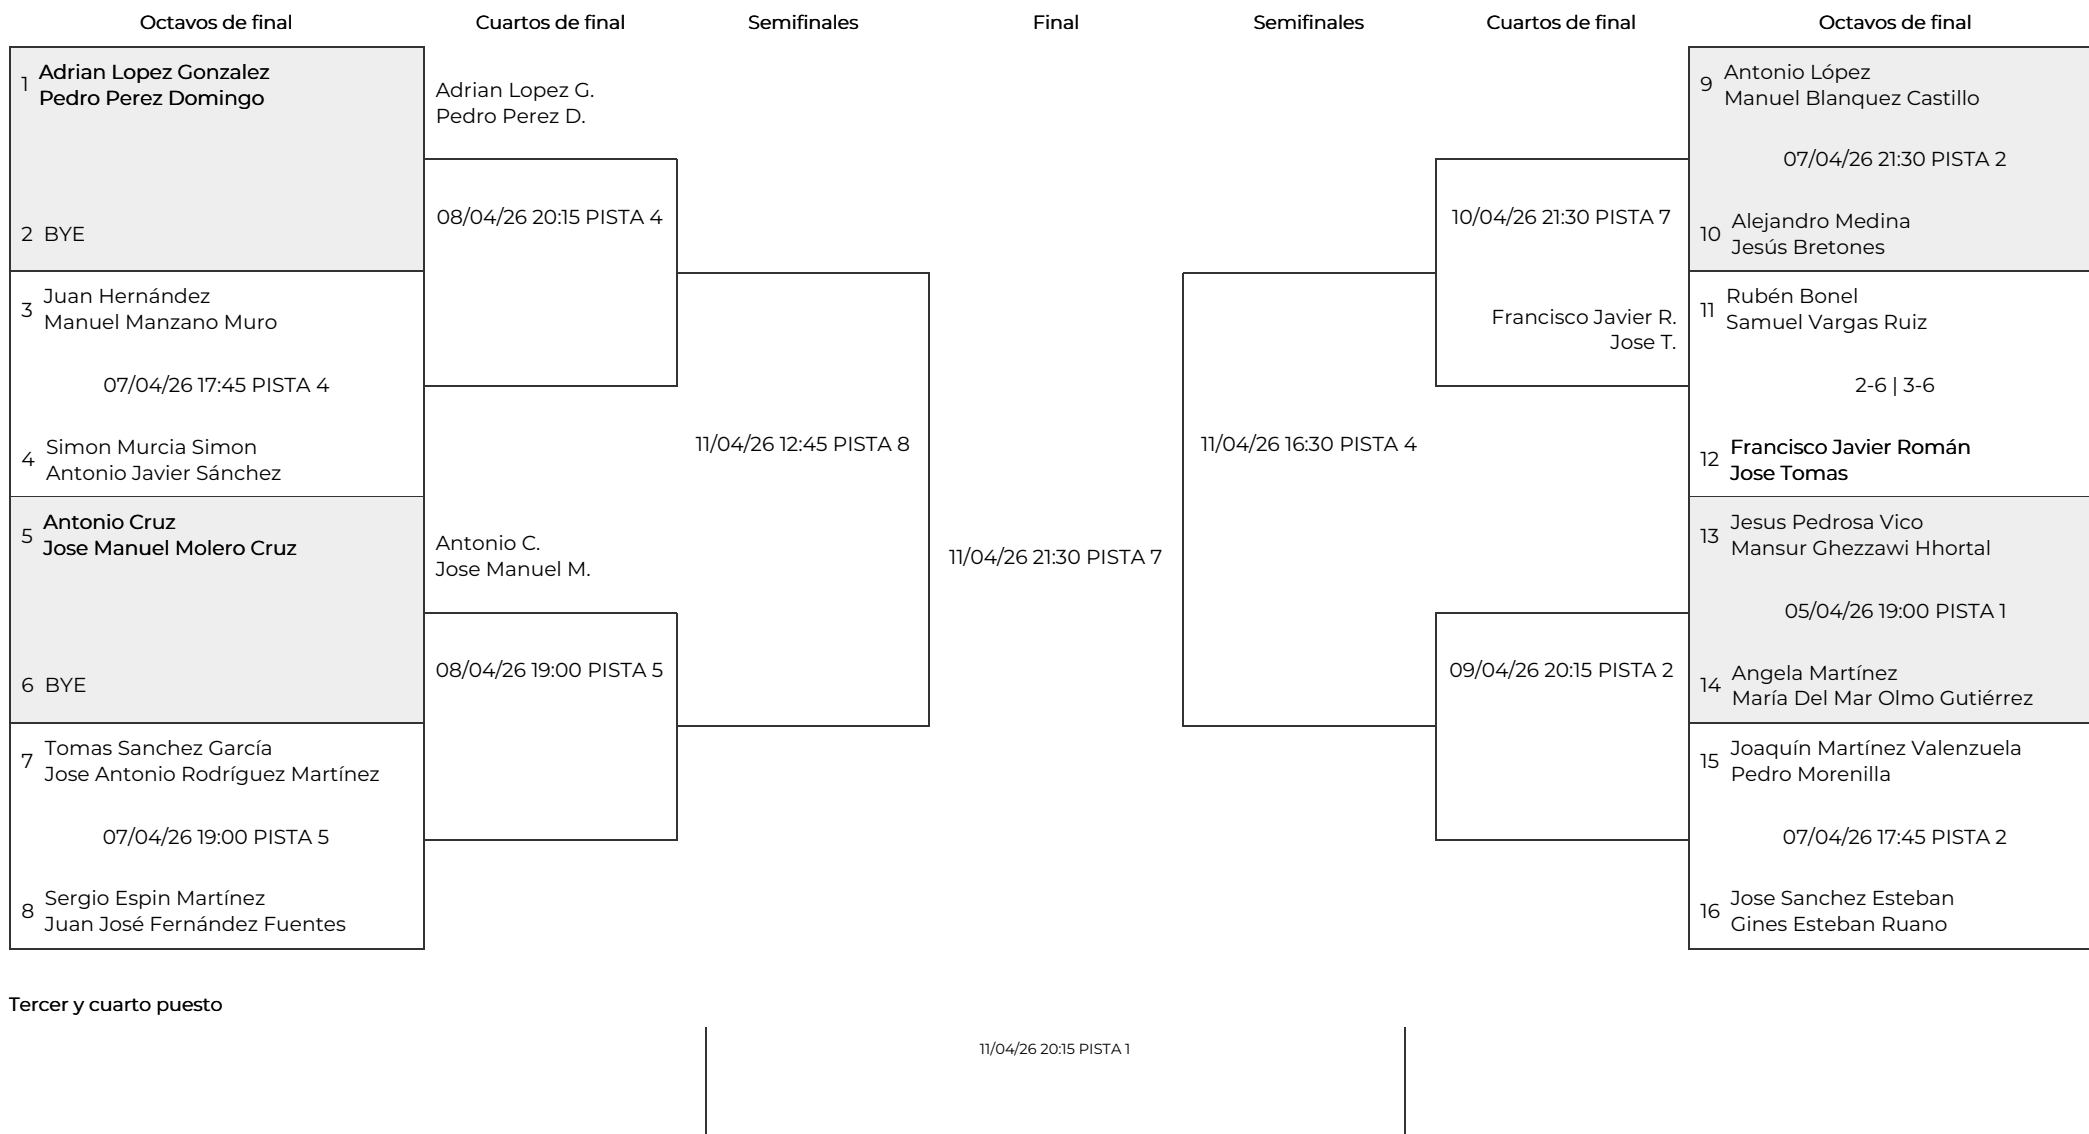 Octavos de final
Cuartos de final
Semifinales
Final
Semifinales
Cuartos de final
Octavos de final
1
Adrian Lopez Gonzalez
Pedro Perez Domingo
2 BYE
3
Juan Hernández
Manuel Manzano Muro
07/04/26 17:45 PISTA 4
4
Simon Murcia Simon
Antonio Javier Sánchez
5
Antonio Cruz
Jose Manuel Molero Cruz
6 BYE
7
Tomas Sanchez García
Jose Antonio Rodríguez Martínez
07/04/26 19:00 PISTA 5
8
Sergio Espin Martínez
Juan José Fernández Fuentes
Adrian Lopez G.
Pedro Perez D.
08/04/26 20:15 PISTA 4
Antonio C.
Jose Manuel M.
08/04/26 19:00 PISTA 5
11/04/26 12:45 PISTA 8
11/04/26 21:30 PISTA 7
11/04/26 16:30 PISTA 4
10/04/26 21:30 PISTA 7
Francisco Javier R.
Jose T.
09/04/26 20:15 PISTA 2
9
Antonio López
Manuel Blanquez Castillo
07/04/26 21:30 PISTA 2
10
Alejandro Medina
Jesús Bretones
11
Rubén Bonel
Samuel Vargas Ruiz
2-6 | 3-6
12
Francisco Javier Román
Jose Tomas
13
Jesus Pedrosa Vico
Mansur Ghezzawi Hhortal
05/04/26 19:00 PISTA 1
14
Angela Martínez
María Del Mar Olmo Gutiérrez
15
Joaquín Martínez Valenzuela
Pedro Morenilla
07/04/26 17:45 PISTA 2
16
Jose Sanchez Esteban
Gines Esteban Ruano
Tercer y cuarto puesto
11/04/26 20:15 PISTA 1